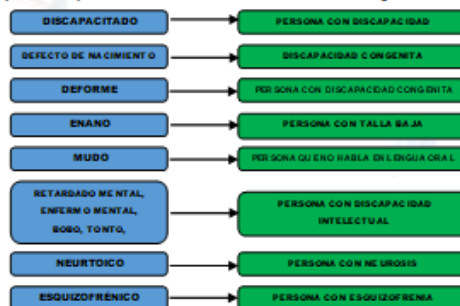 DISCAPACITADO
PERSONA CON DISCAPACIDAD
DEFECTO DE NACIMIENTO
DISCAPACIDAD CONGENITA
DEFORME
PERSONA CON DISCAPACIDAD CONGENITA
ENANO
PERSONA CON TALLA BAJA
MUDO
PERSONA QUE NO HABLA EN LENGUA ORAL
RETARDADO MENTAL,
ENFERMO MENTAL,
BOBO, TONTO,
PERSONA CON DISCAPACIDAD
INTELECTUAL
NEURTOICO
PERSONA CON NEUROSIS
ESQUIZOFRÉNICO
PERSONA CON ESQUIZOFRENIA